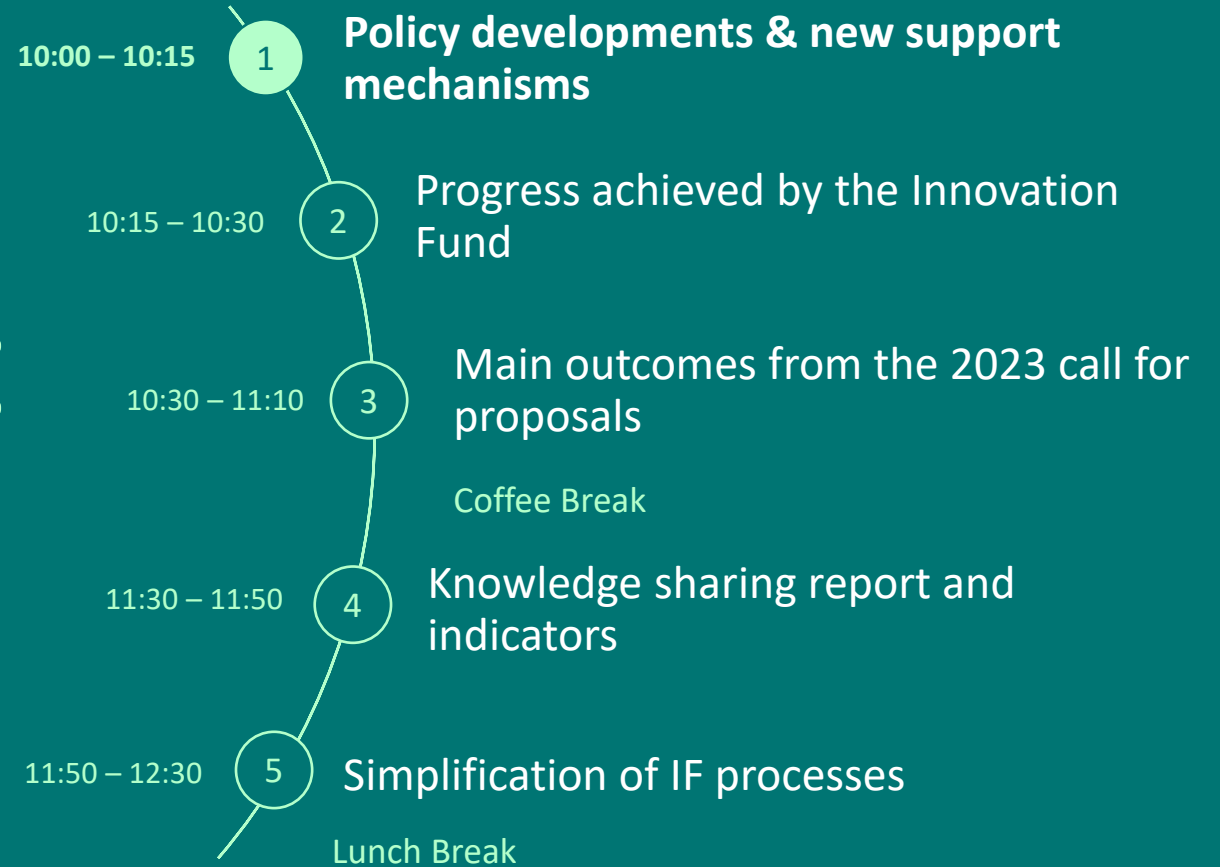 10:00 – 10:15
1
Policy developments & new support
mechanisms
10:15 – 10:30
2
Progress achieved by the Innovation
Fund
10:30 – 11:10
3
Main outcomes from the 2023 call for
proposals
Coffee Break
11:30 – 11:50
4
Knowledge sharing report and
indicators
11:50 – 12:30
5
Simplification of IF processes
Lunch Break